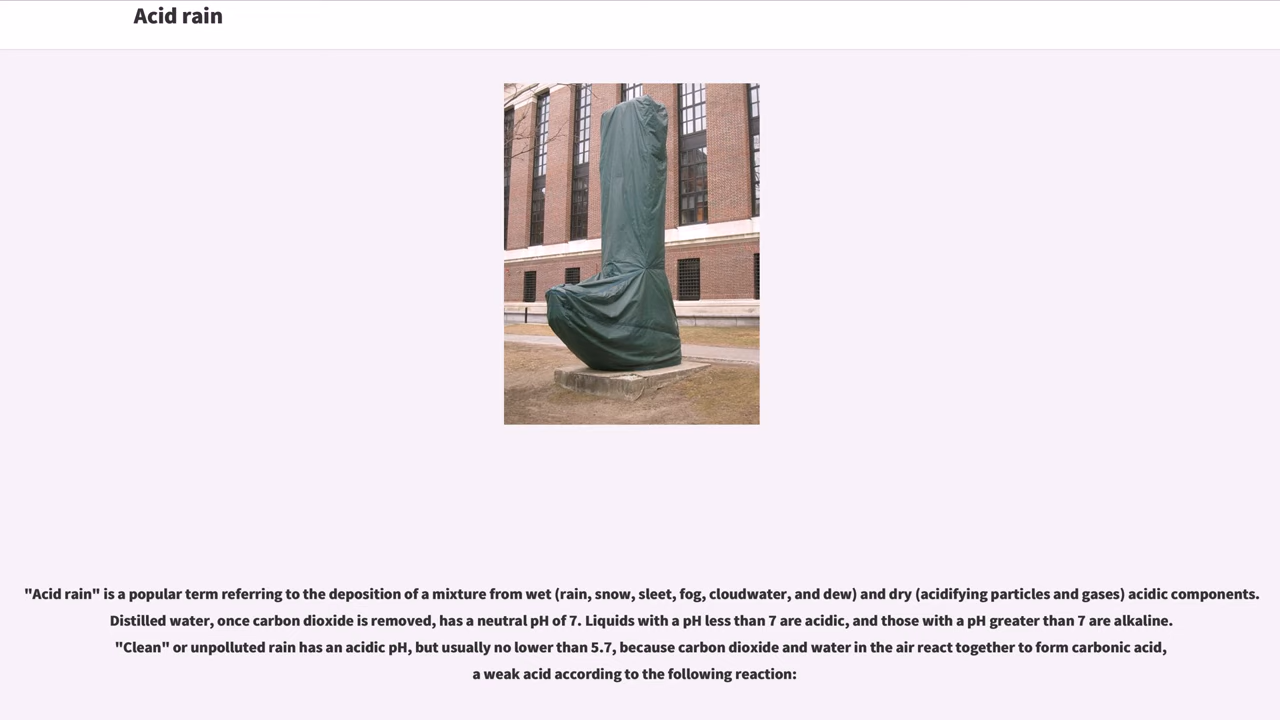 Acid rain
"Acid rain" is a popular term referring to the deposition of a mixture from wet (rain, snow, sleet, fog, cloudwater, and dew) and dry (acidifying particles and gases) acidic components.
Distilled water, once carbon dioxide is removed, has a neutral pH of 7. Liquids with a pH less than 7 are acidic, and those with a pH greater than 7 are alkaline.
"Clean" or unpolluted rain has an acidic pH, but usually no lower than 5.7, because carbon dioxide and water in the air react together to form carbonic acid,
a weak acid according to the following reaction: